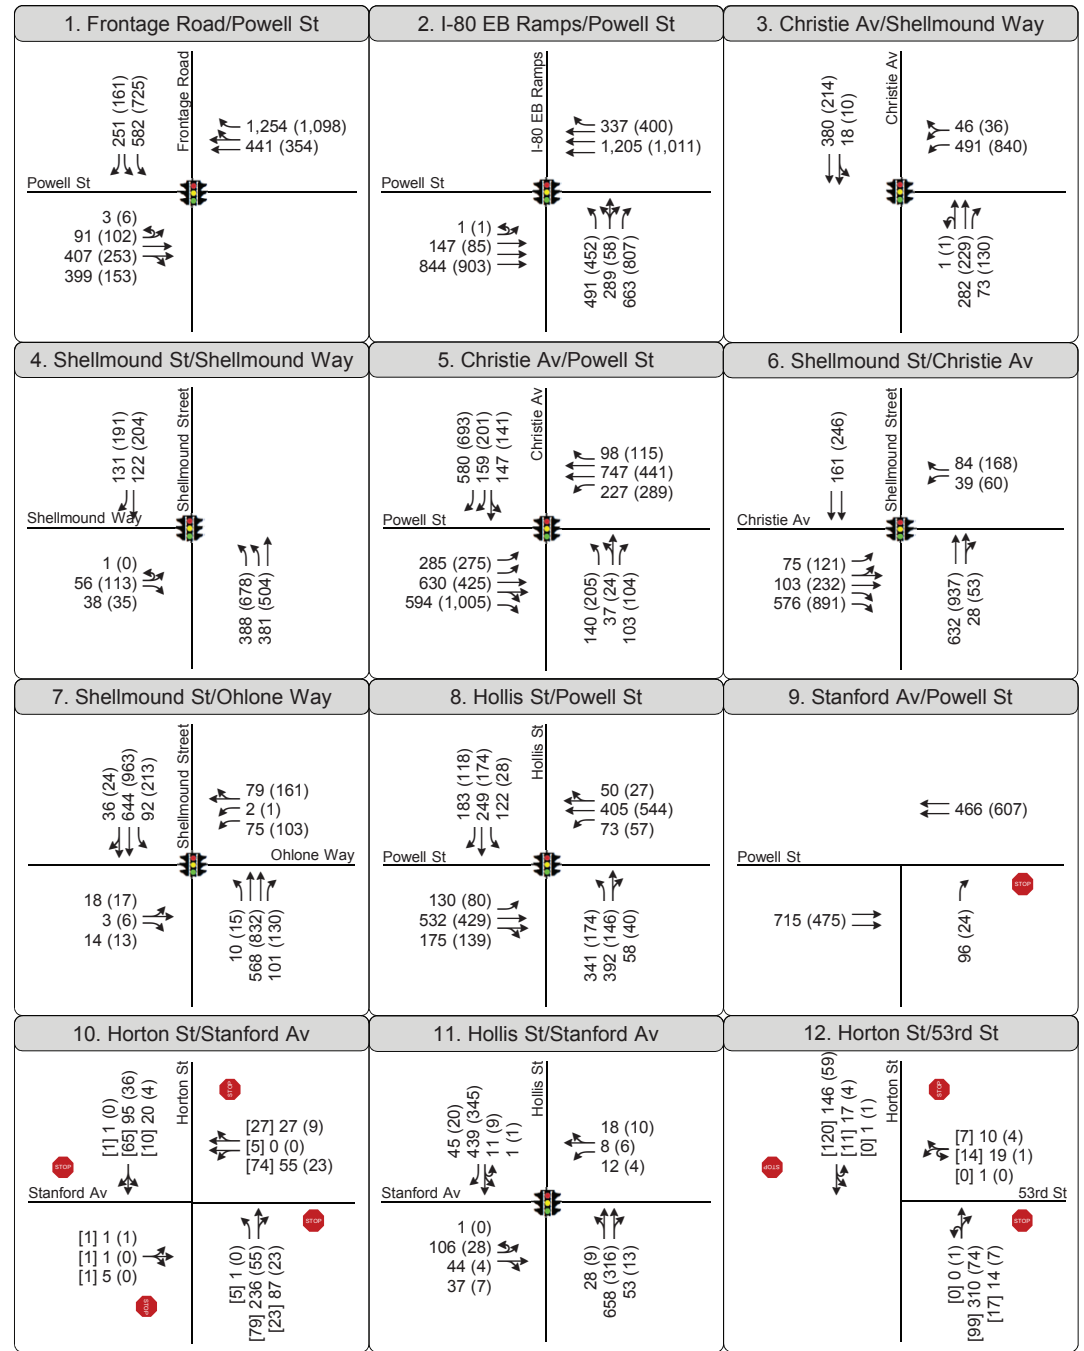 1. Frontage Road/Powell St
251 (161)
582 (725)
Frontage Road
1,254 (1,098)
441 (354)
Powell St
3 (6)
91 (102)
407 (253)
399 (153)
2. I-80 EB Ramps/Powell St
I-80 EB Ramps
337 (400)
1,205 (1,011)
Powell St
1 (1)
147 (85)
844 (903)
491 (452)
289 (58)
663 (807)
3. Christie Av/Shellmound Way
380 (214)
18 (10)
Christie Av
46 (36)
491 (840)
1 (1)
282 (229)
73 (130)
4. Shellmound St/Shellmound Way
131 (191)
122 (204)
Shellmound Street
Shellmound Way
1 (0)
56 (113)
38 (35)
388 (678)
381 (504)
5. Christie Av/Powell St
580 (693)
159 (201)
147 (141)
Christie Av
98 (115)
747 (441)
227 (289)
Powell St
285 (275)
630 (425)
594 (1,005)
140 (205)
37 (24)
103 (104)
6. Shellmound St/Christie Av
161 (246)
Shellmound Street
84 (168)
39 (60)
Christie Av
75 (121)
103 (232)
576 (891)
632 (937)
28 (53)
7. Shellmound St/Ohlone Way
36 (24)
644 (963)
92 (213)
Shellmound Street
79 (161)
2 (1)
75 (103)
Ohlone Way
18 (17)
3 (6)
14 (13)
10 (15)
568 (832)
101 (130)
8. Hollis St/Powell St
183 (118)
249 (174)
122 (28)
Hollis St
50 (27)
405 (544)
73 (57)
Powell St
130 (80)
532 (429)
175 (139)
341 (174)
392 (146)
58 (40)
9. Stanford Av/Powell St
466 (607)
Powell St
STOP
715 (475)
96 (24)
10. Horton St/Stanford Av
[1] 1 (0)
[65] 95 (36)
[10] 20 (4)
Horton St
STOP
[27] 27 (9)
[5] 0 (0)
[74] 55 (23)
STOP
Stanford Av
STOP
[1] 1 (1)
[1] 1 (0)
[1] 5 (0)
STOP
[5] 1 (0)
[79] 236 (55)
[23] 87 (23)
11. Hollis St/Stanford Av
45 (20)
439 (345)
11 (9)
1 (1)
Hollis St
18 (10)
8 (6)
12 (4)
Stanford Av
1 (0)
106 (28)
44 (4)
37 (7)
28 (9)
658 (316)
53 (13)
12. Horton St/53rd St
[120] 146 (59)
[11] 17 (4)
[0] 1 (1)
Horton St
STOP
[7] 10 (4)
[14] 19 (1)
[0] 1 (0)
STOP
53rd St
STOP
[0] 0 (1)
[99] 310 (74)
[17] 14 (7)